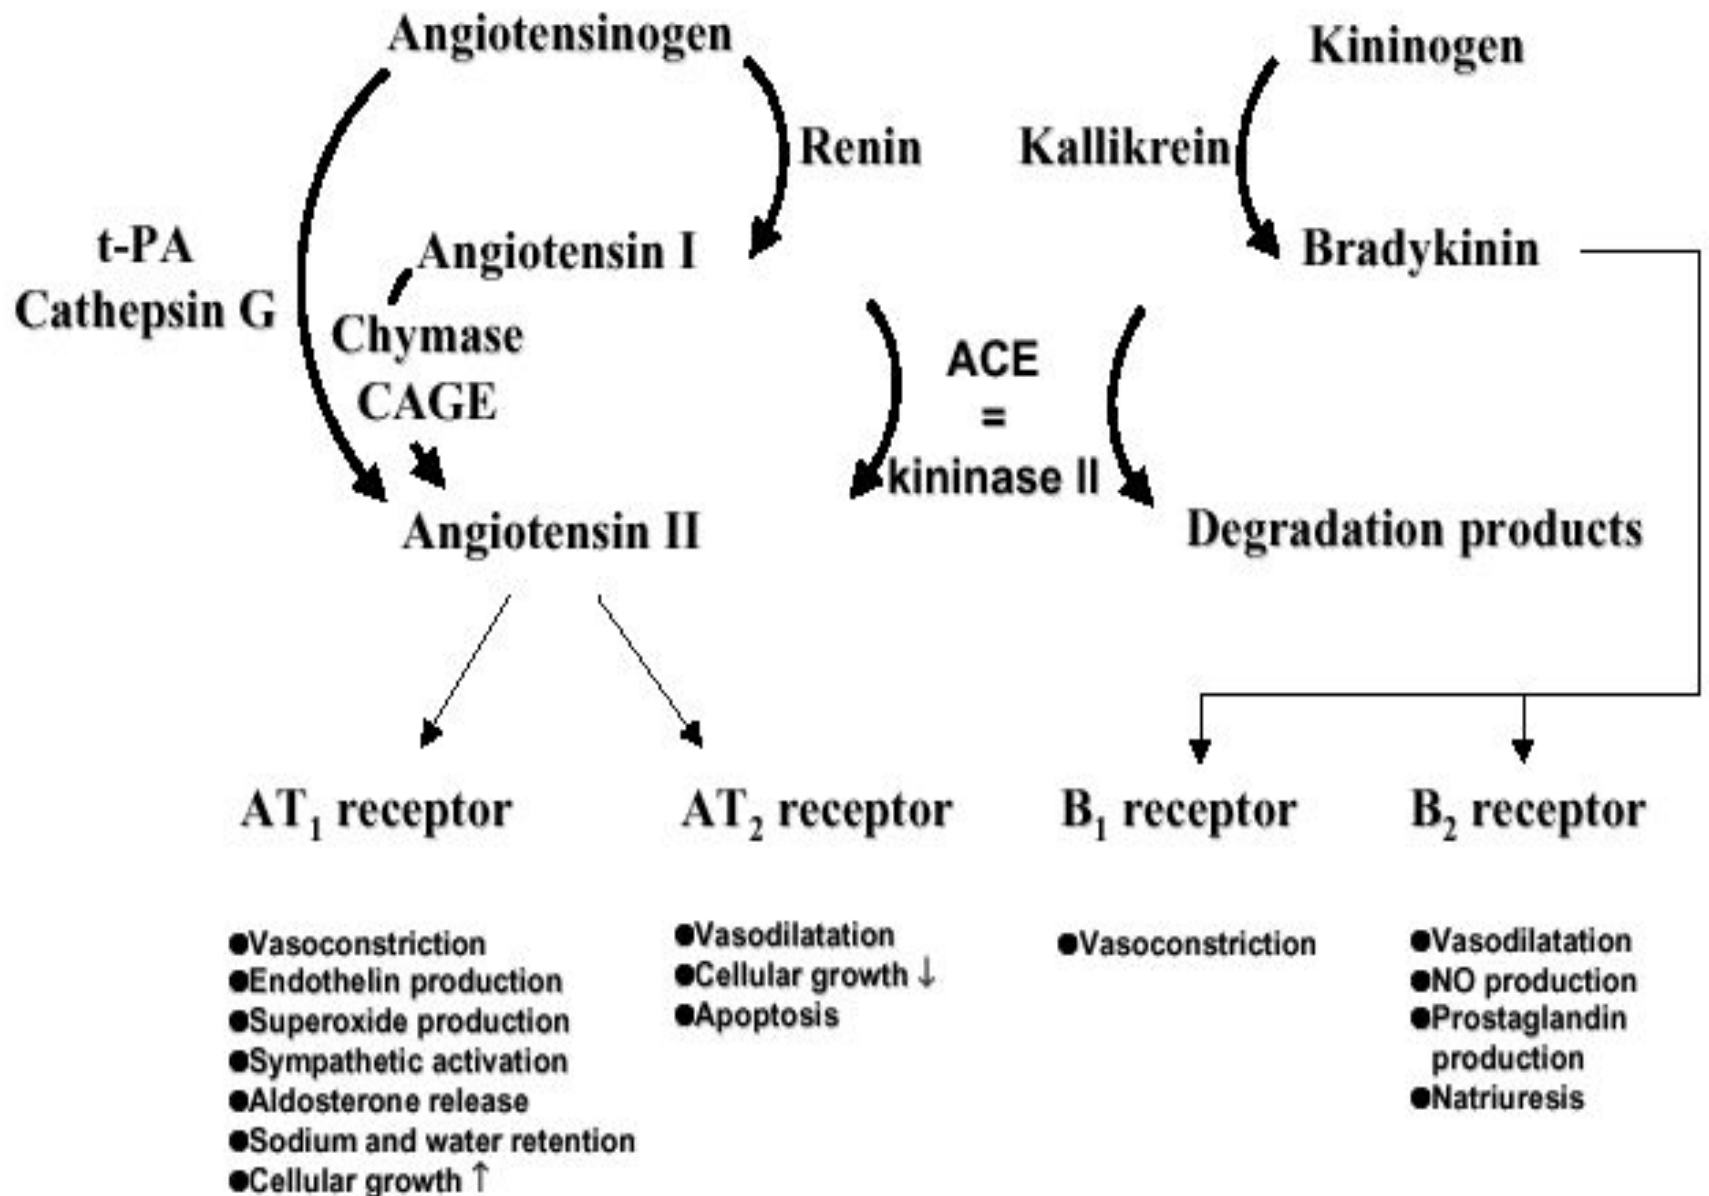 Angiotensinogen
Kininogen
Renin
Kallikrein
t-PA
Cathepsin G
Angiotensin I
Bradykinin
Chymase
CAGE
ACE
=
kininase II
Angiotensin II
Degradation products
AT₁ receptor
AT₂ receptor
B₁ receptor
B₂ receptor
●Vasoconstriction
●Endothelin production
●Superoxide production
●Sympathetic activation
●Aldosterone release
●Sodium and water retention
●Cellular growth ↑
●Vasodilatation
●Cellular growth ↓
●Apoptosis
●Vasoconstriction
●Vasodilatation
●NO production
●Prostaglandin
production
●Natriuresis